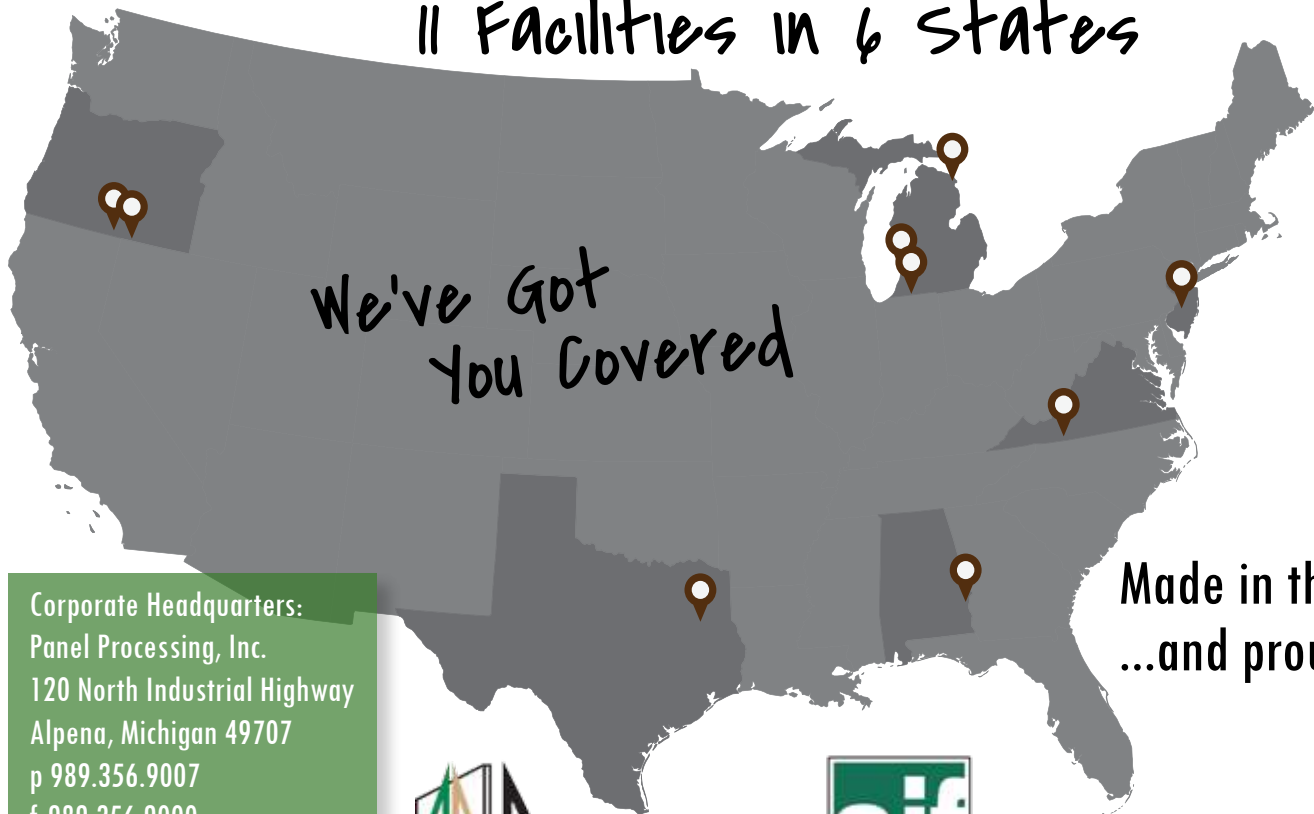 11 Facilities in 6 States
We've Got
You Covered
Made in th
...and prou
Corporate Headquarters:
Panel Processing, Inc.
120 North Industrial Highway
Alpena, Michigan 49707
p 989.356.9007